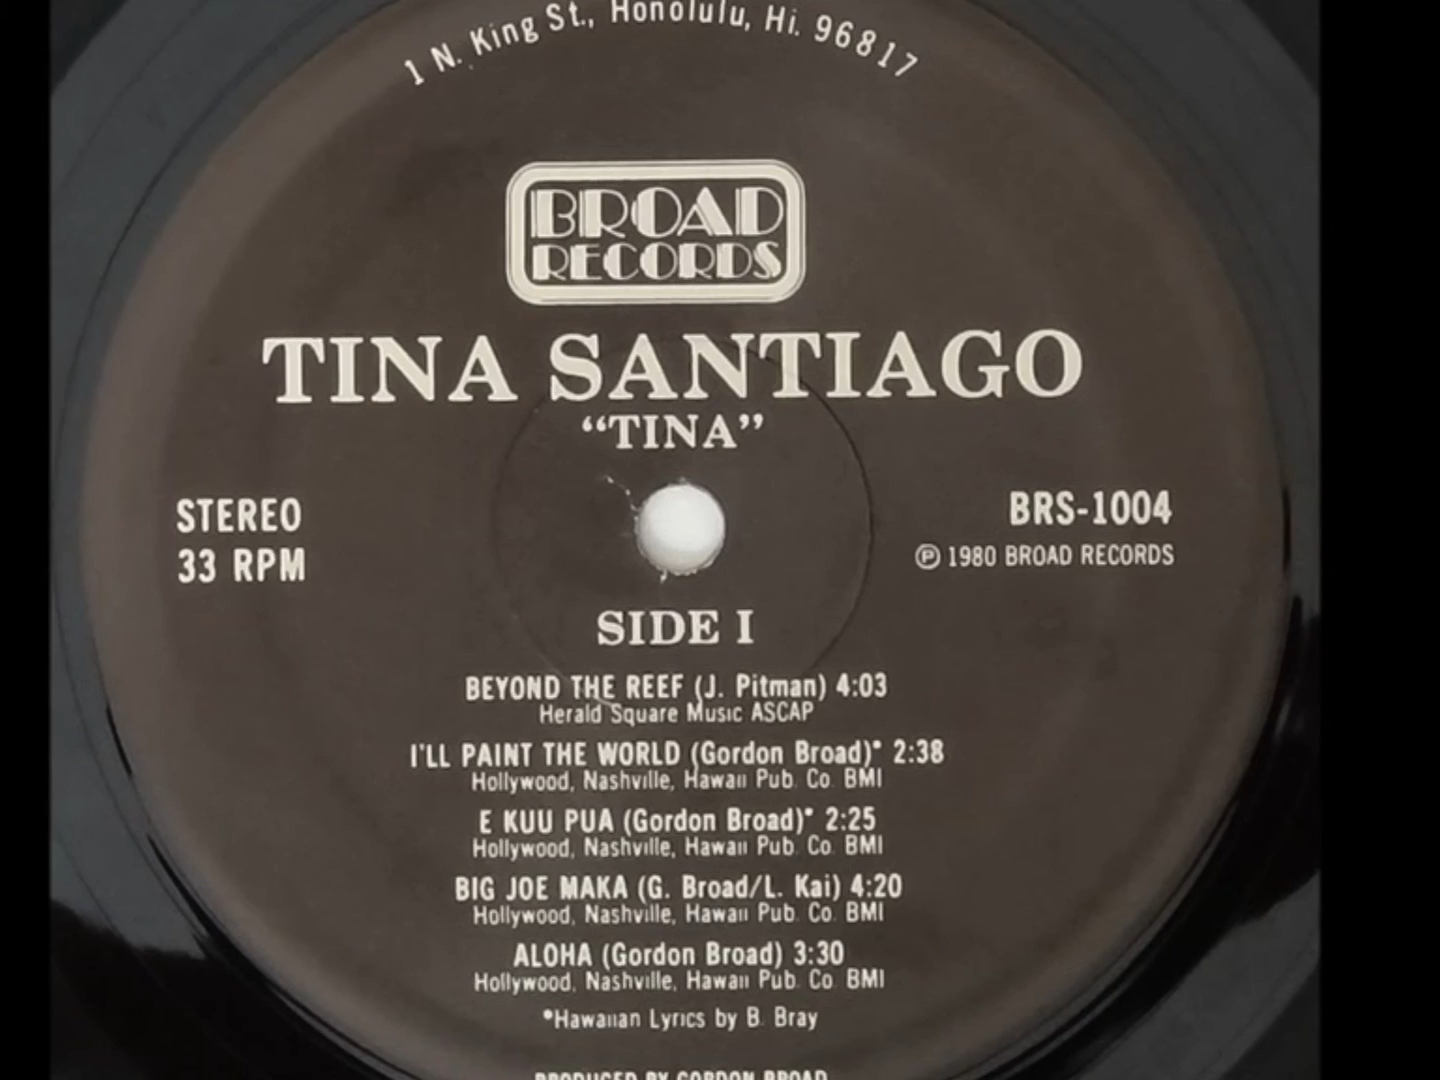 1 N. King St., Honolulu, Hi. 96817
BROAD
RECORDS
TINA SANTIAGO
“TINA”
STEREO
33 RPM
BRS-1004
℗ 1980 BROAD RECORDS
SIDE I
BEYOND THE REEF (J. Pitman) 4:03
Herald Square Music ASCAP
I'LL PAINT THE WORLD (Gordon Broad)* 2:38
Hollywood, Nashville, Hawaii Pub. Co. BMI
E KUU PUA (Gordon Broad)* 2:25
Hollywood, Nashville, Hawaii Pub. Co. BMI
BIG JOE MAKA (G. Broad/L. Kai) 4:20
Hollywood, Nashville, Hawaii Pub. Co. BMI
ALOHA (Gordon Broad) 3:30
Hollywood, Nashville, Hawaii Pub. Co. BMI
*Hawaiian Lyrics by B. Bray
PRODUCED BY GORDON BROAD